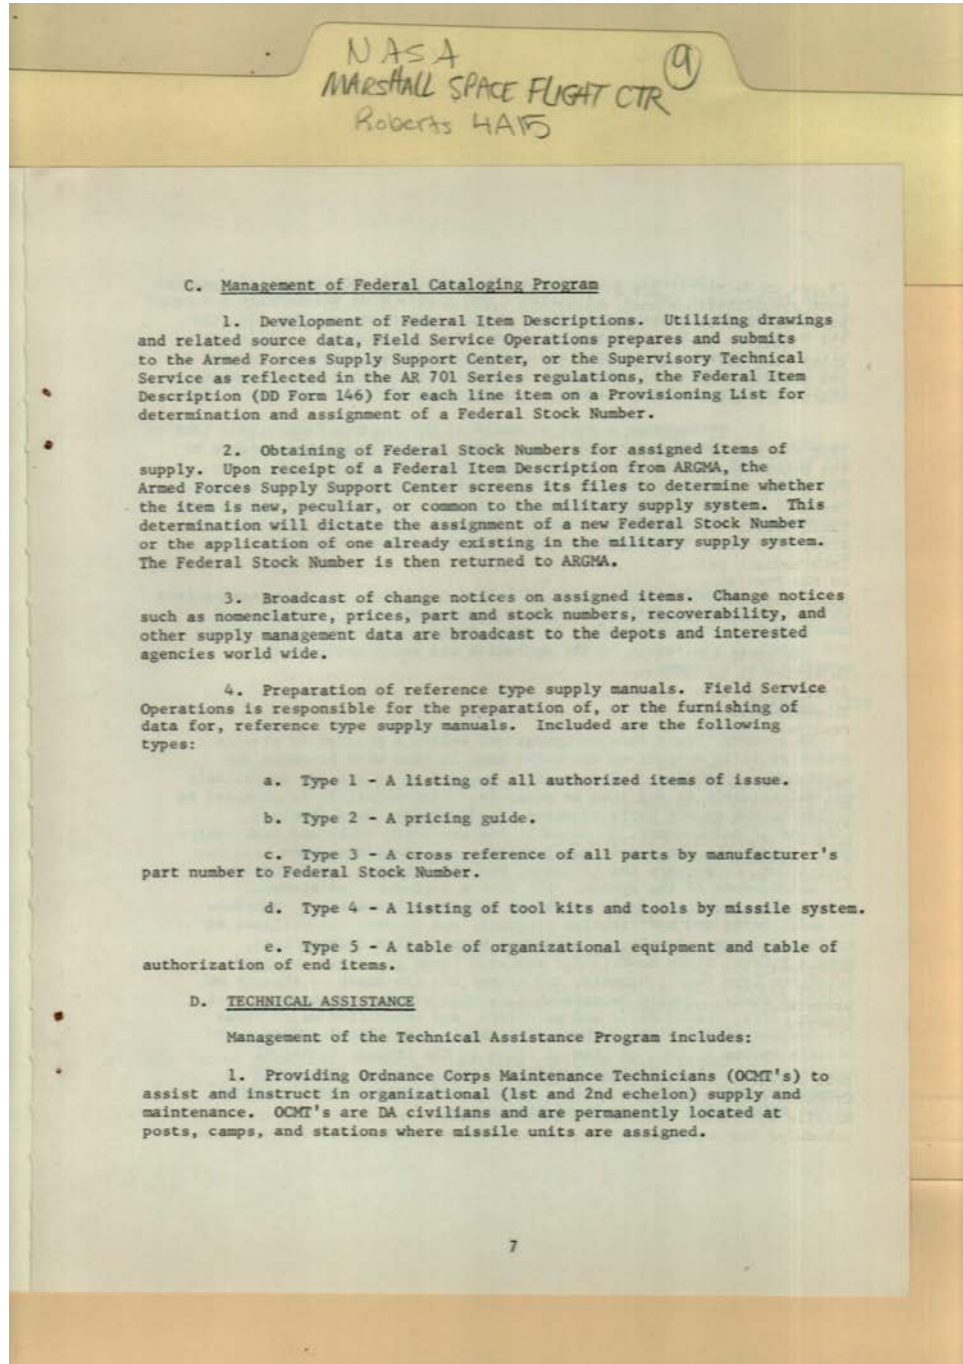 NASA
MARSHALL SPACE FLIGHT CTR
9
Roberts 4A15
C. Management of Federal Cataloging Program
1. Development of Federal Item Descriptions. Utilizing drawings
and related source data, Field Service Operations prepares and submits
to the Armed Forces Supply Support Center, or the Supervisory Technical
Service as reflected in the AR 701 Series regulations, the Federal Item
Description (DD Form 146) for each line item on a Provisioning List for
determination and assignment of a Federal Stock Number.
2. Obtaining of Federal Stock Numbers for assigned items of
supply. Upon receipt of a Federal Item Description from ARGMA, the
Armed Forces Supply Support Center screens its files to determine whether
the item is new, peculiar, or common to the military supply system. This
determination will dictate the assignment of a new Federal Stock Number
or the application of one already existing in the military supply system.
The Federal Stock Number is then returned to ARGMA.
3. Broadcast of change notices on assigned items. Change notices
such as nomenclature, prices, part and stock numbers, recoverability, and
other supply management data are broadcast to the depots and interested
agencies world wide.
4. Preparation of reference type supply manuals. Field Service
Operations is responsible for the preparation of, or the furnishing of
data for, reference type supply manuals. Included are the following
types:
a. Type 1 - A listing of all authorized items of issue.
b. Type 2 - A pricing guide.
c. Type 3 - A cross reference of all parts by manufacturer's
part number to Federal Stock Number.
d. Type 4 - A listing of tool kits and tools by missile system.
e. Type 5 - A table of organizational equipment and table of
authorization of end items.
D. TECHNICAL ASSISTANCE
Management of the Technical Assistance Program includes:
1. Providing Ordnance Corps Maintenance Technicians (OCMT's) to
assist and instruct in organizational (1st and 2nd echelon) supply and
maintenance. OCMT's are DA civilians and are permanently located at
posts, camps, and stations where missile units are assigned.
7